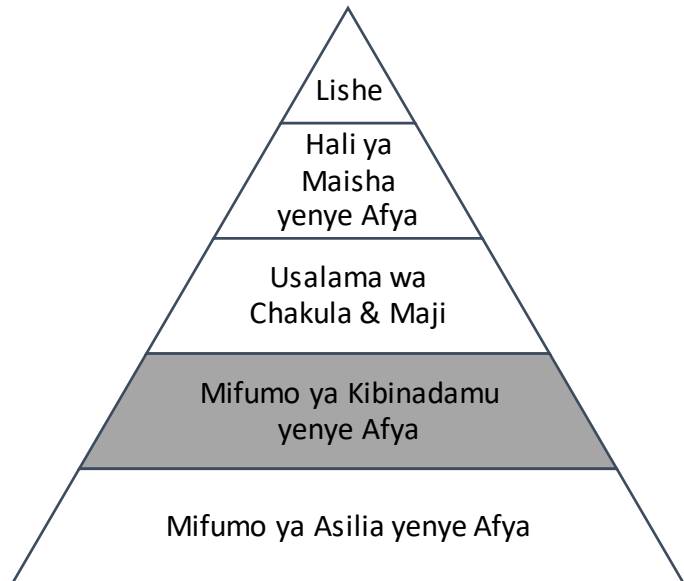 Lishe
Hali ya
Maisha
yenye Afya
Usalama wa
Chakula & Maji
Mifumo ya Kibinadamu
yenye Afya
Mifumo ya Asilia yenye Afya